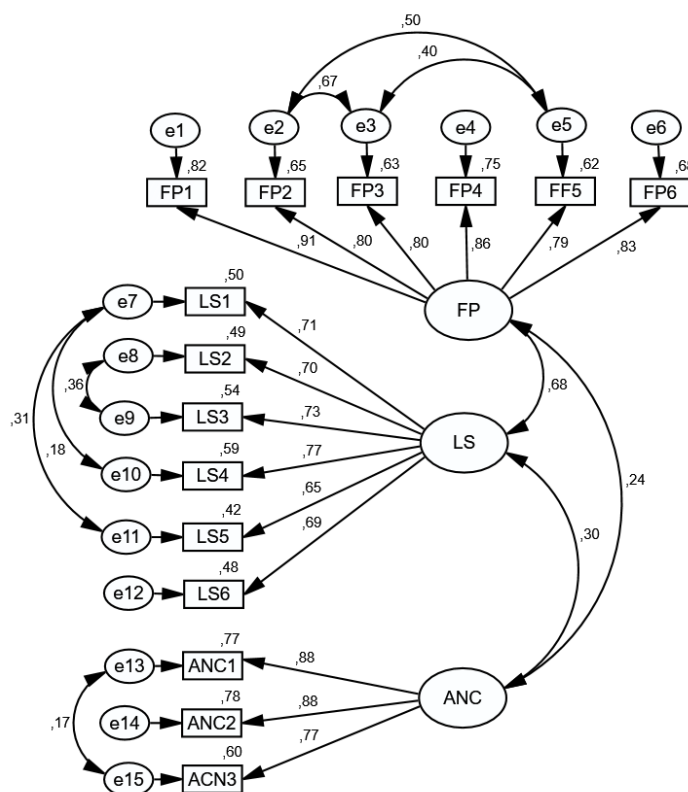 ,50
,40
,67
e1 e2 e3 e4 e5 e6
,82 ,65 ,63 ,75 ,62 ,68
FP1 FP2 FP3 FP4 FF5 FP6
,91 ,80 ,80 ,86 ,79 ,83
FP
,50
e7 LS1
,71
,49
e8 LS2
,70
,36
,54
e9 LS3
,73
,68
LS
,31
,18
,59
e10 LS4
,77
,24
,42
e11 LS5
,65
,30
,48
e12 LS6
,69
,77
e13 ANC1
,88
ANC
,78
e14 ANC2
,88
,17
,60
e15 ACN3
,77